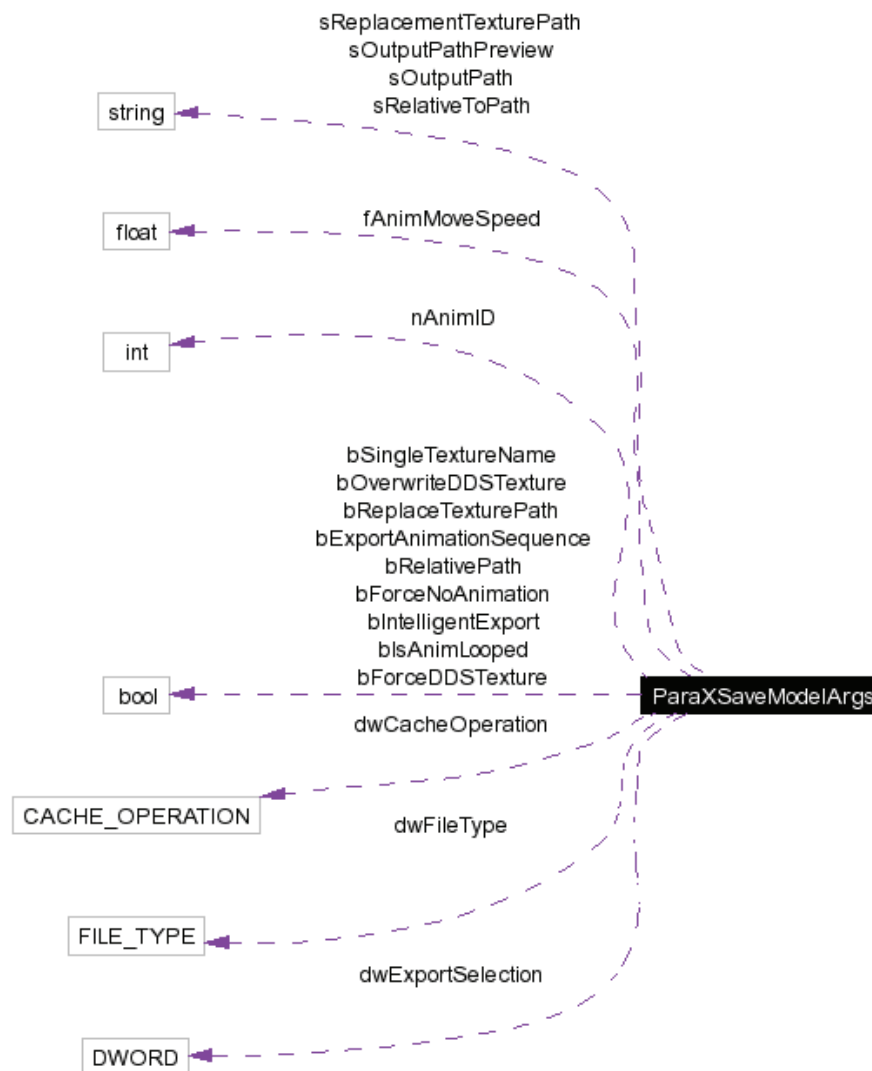 sReplacementTexturePath
sOutputPathPreview
sOutputPath
sRelativeToPath
string
fAnimMoveSpeed
float
nAnimID
int
bSingleTextureName
bOverwriteDDSTexture
bReplaceTexturePath
bExportAnimationSequence
bRelativePath
bForceNoAnimation
bIntelligentExport
bIsAnimLooped
bForceDDSTexture
bool
ParaXSaveModelArgs
dwCacheOperation
CACHE_OPERATION
dwFileType
FILE_TYPE
dwExportSelection
DWORD